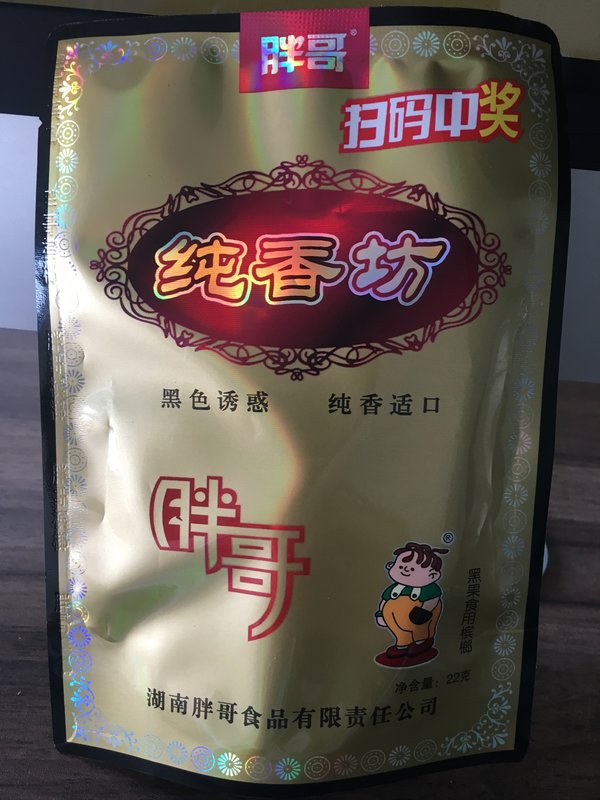 胖哥®
扫码中奖
纯香坊
黑色诱惑 纯香适口
胖哥
®
黑果食用槟榔
净含量：22克
湖南胖哥食品有限责任公司